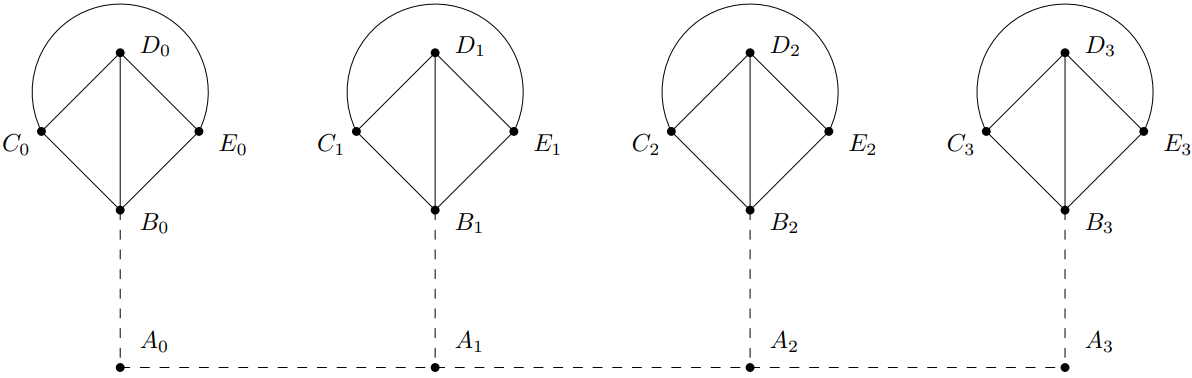 D₀ D₁ D₂ D₃
C₀ E₀ C₁ E₁ C₂ E₂ C₃ E₃
B₀ B₁ B₂ B₃
A₀ A₁ A₂ A₃